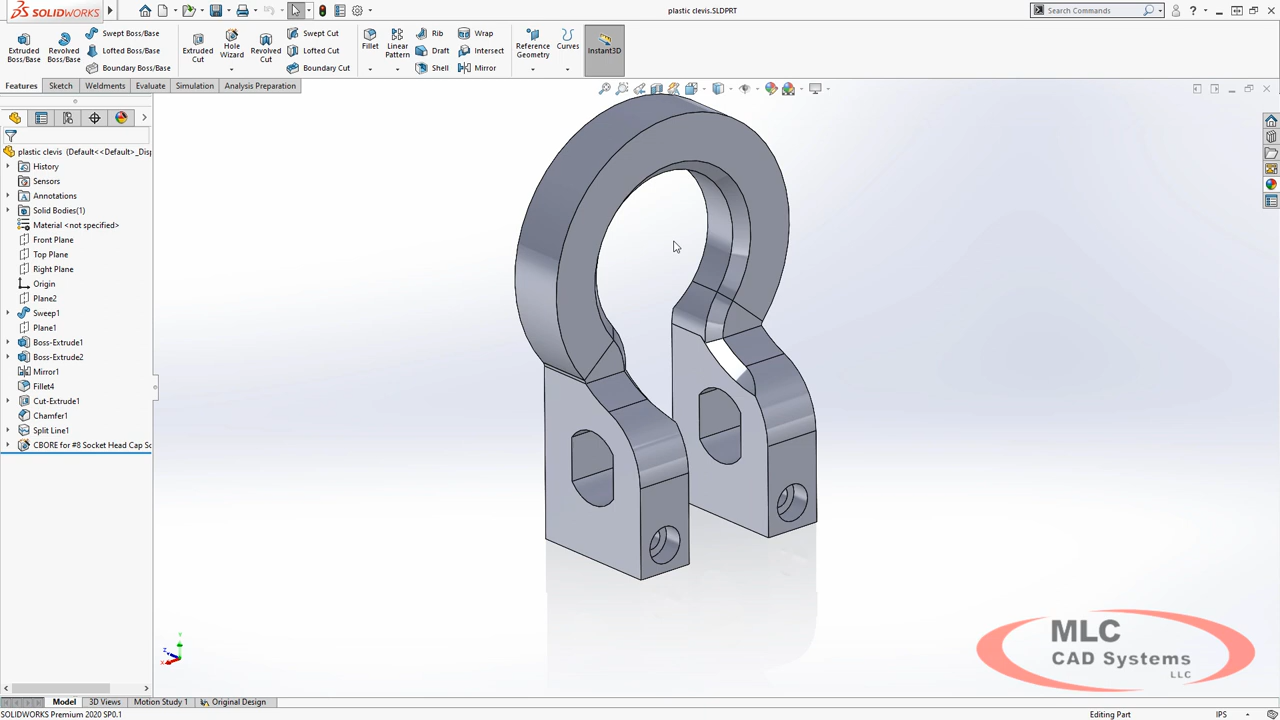 SOLIDWORKS
plastic clevis.SLDPRT
Search Commands
Extruded Boss/Base
Revolved Boss/Base
Swept Boss/Base
Lofted Boss/Base
Boundary Boss/Base
Extruded Cut
Hole Wizard
Revolved Cut
Swept Cut
Lofted Cut
Boundary Cut
Fillet
Linear Pattern
Rib
Draft
Shell
Wrap
Intersect
Mirror
Reference Geometry
Curves
Instant3D
Features
Sketch
Weldments
Evaluate
Simulation
Analysis Preparation
plastic clevis (Default<<Default>_Disp
History
Sensors
Annotations
Solid Bodies(1)
Material <not specified>
Front Plane
Top Plane
Right Plane
Origin
Plane2
Sweep1
Plane1
Boss-Extrude1
Boss-Extrude2
Mirror1
Fillet4
Cut-Extrude1
Chamfer1
Split Line1
CBORE for #8 Socket Head Cap Sc
MLC
CAD Systems
LLC
Model
3D Views
Motion Study 1
Original Design
SOLIDWORKS Premium 2020 SP0.1
Editing Part
IPS